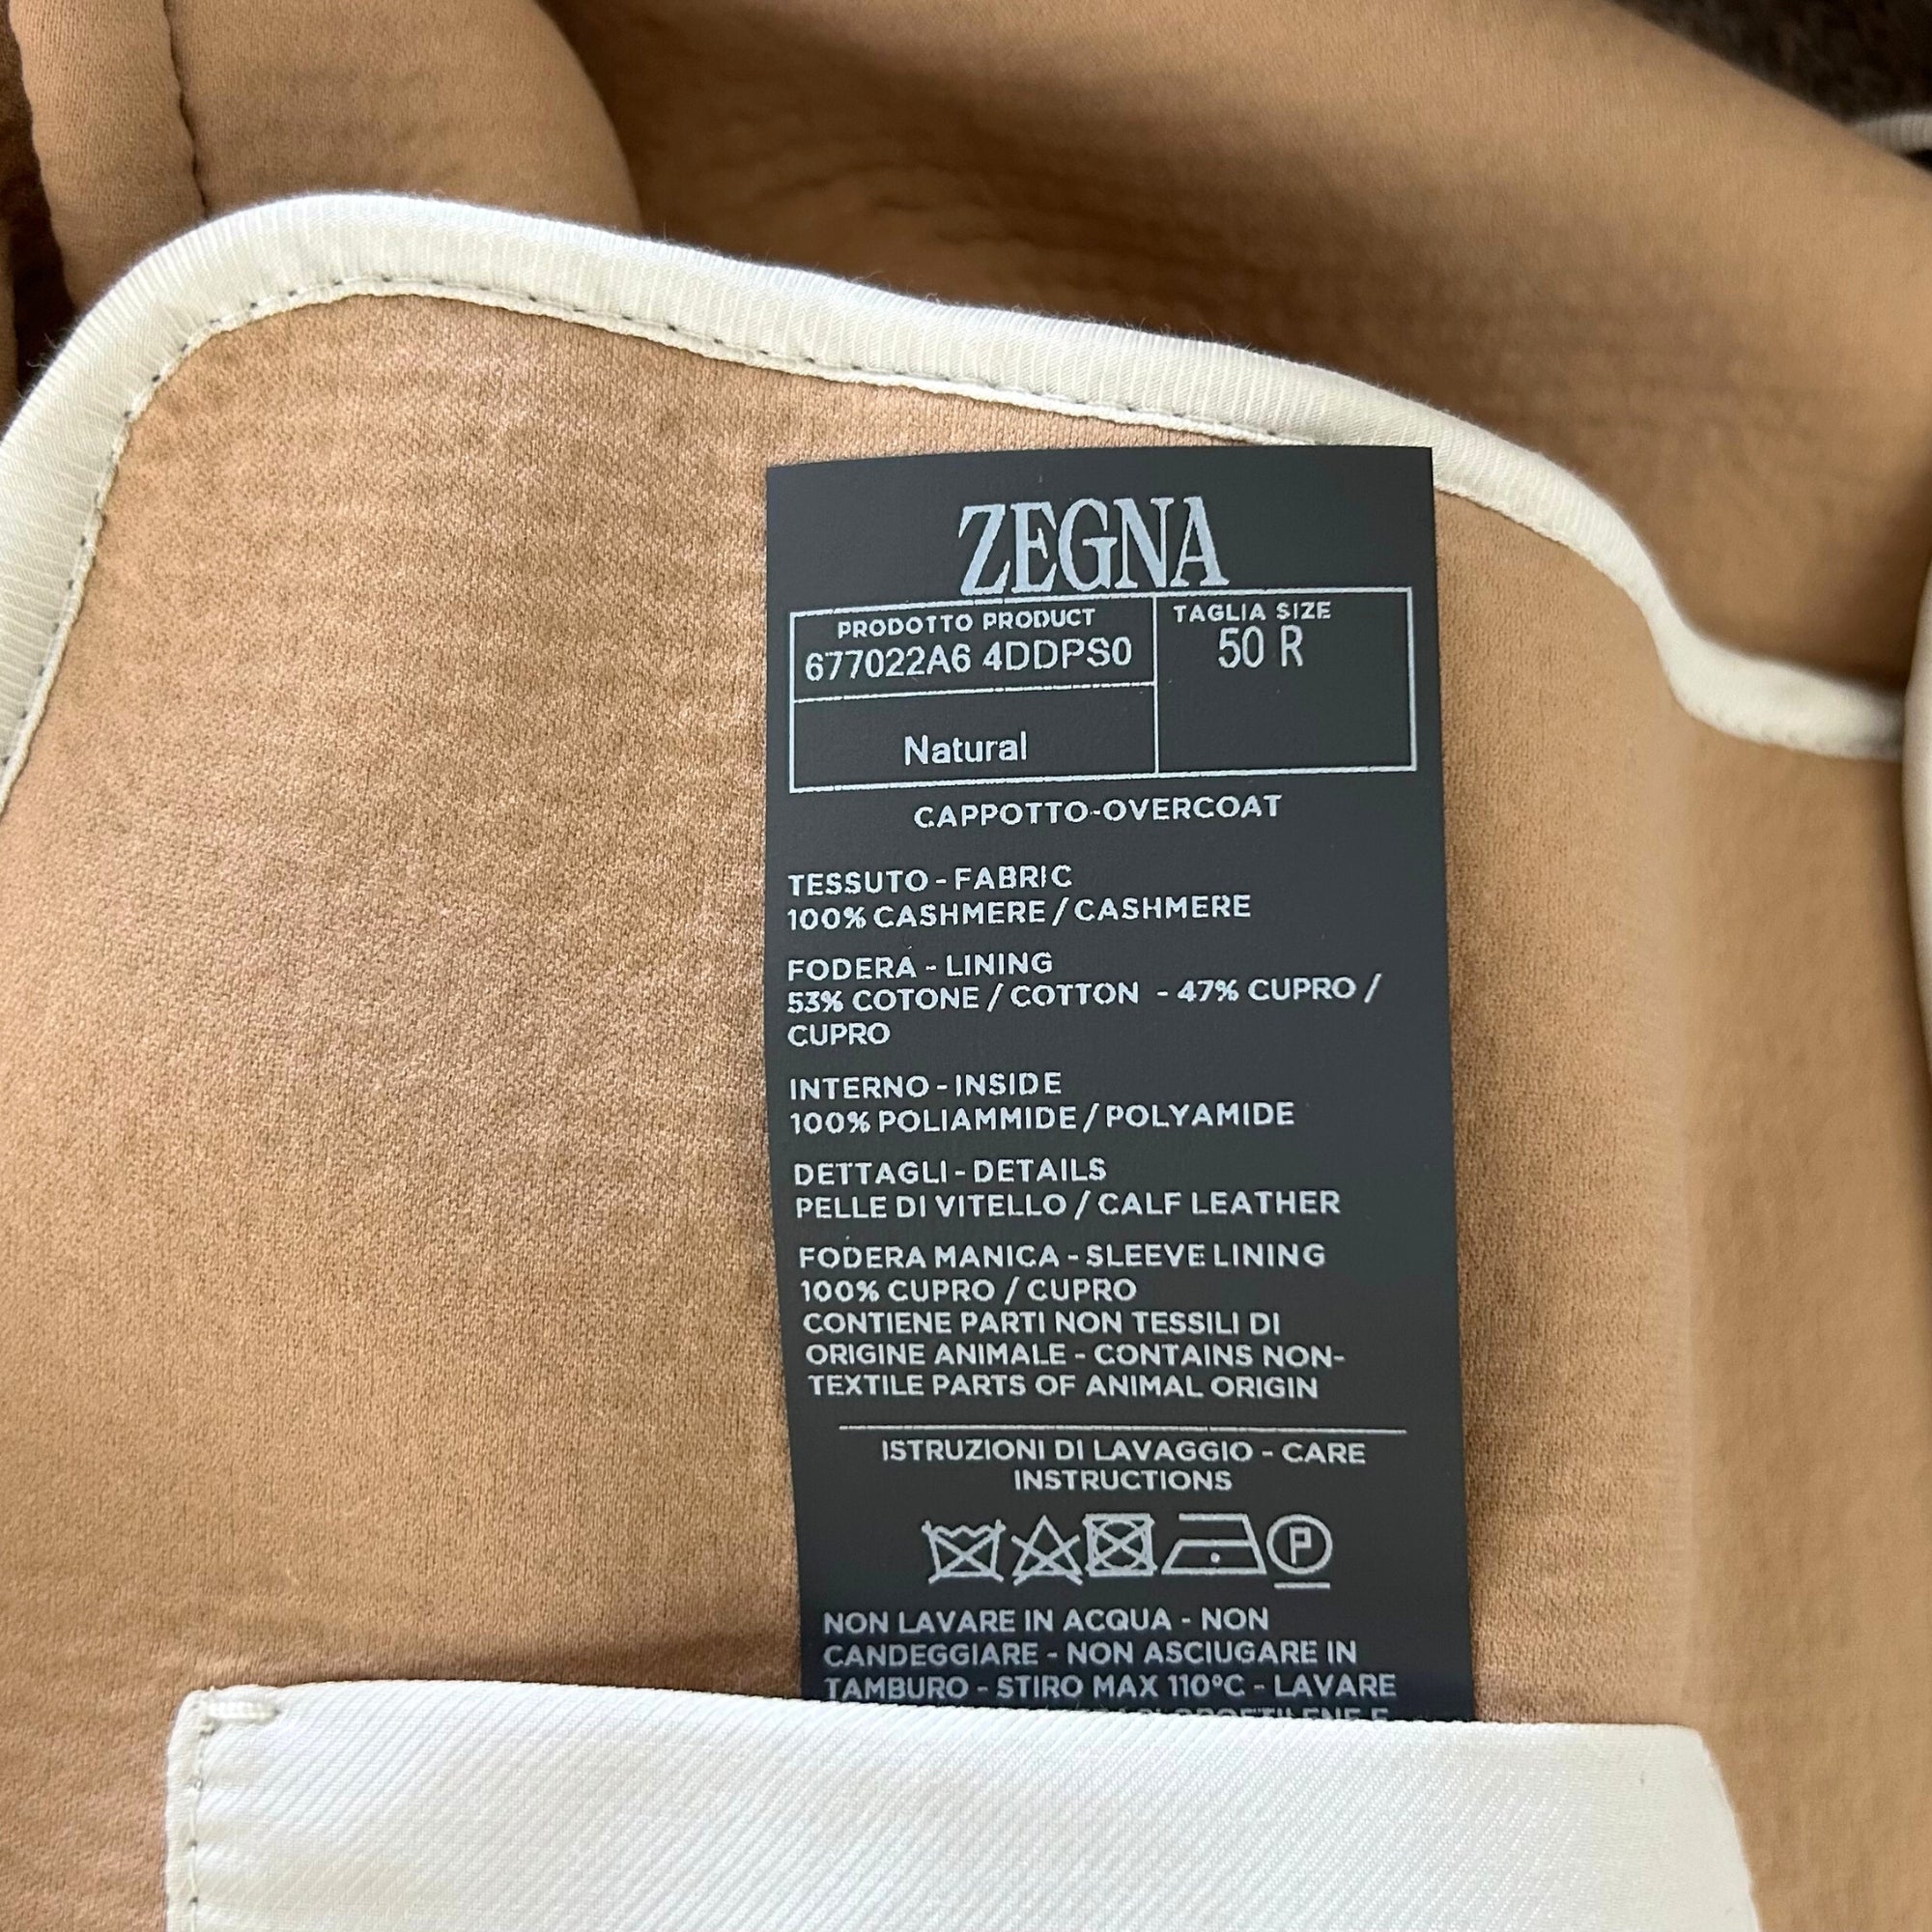 ZEGNA
PRODOTTO PRODUCT
677022A6 4DDPS0
Natural
TAGLIA SIZE
50 R
CAPPOTTO-OVERCOAT
TESSUTO - FABRIC
100% CASHMERE / CASHMERE
FODERA - LINING
53% COTONE / COTTON - 47% CUPRO /
CUPRO
INTERNO - INSIDE
100% POLIAMMIDE / POLYAMIDE
DETTAGLI - DETAILS
PELLE DI VITELLO / CALF LEATHER
FODERA MANICA - SLEEVE LINING
100% CUPRO / CUPRO
CONTIENE PARTI NON TESSILI DI
ORIGINE ANIMALE - CONTAINS NON-
TEXTILE PARTS OF ANIMAL ORIGIN
ISTRUZIONI DI LAVAGGIO - CARE
INSTRUCTIONS
P
NON LAVARE IN ACQUA - NON
CANDEGGIARE - NON ASCIUGARE IN
TAMBURO - STIRO MAX 110°C - LAVARE